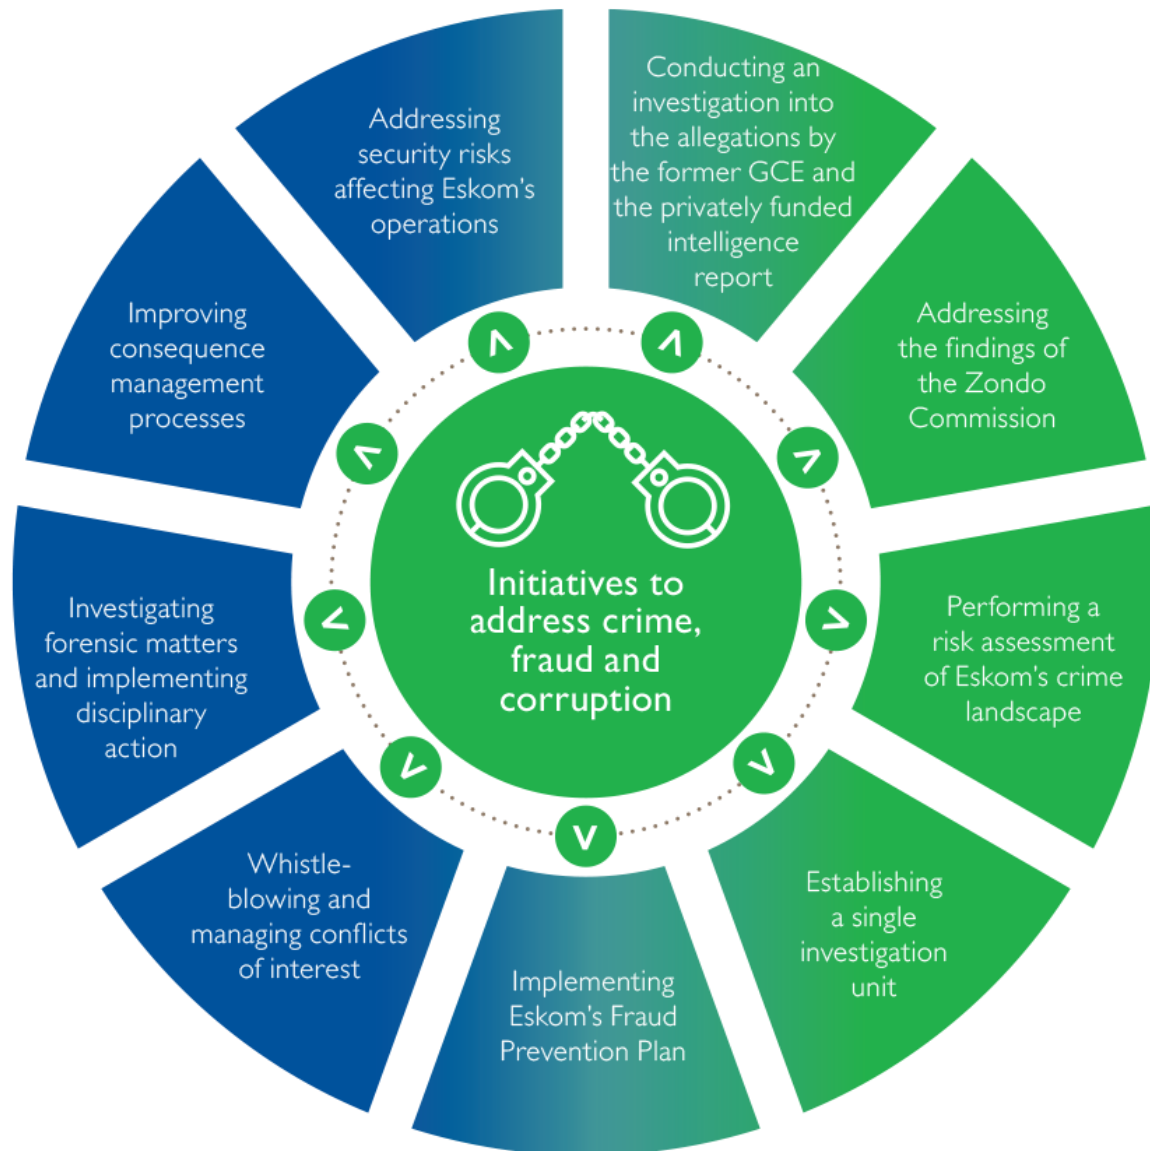 Conducting an
investigation into
the allegations by
the former GCE and
the privately funded
intelligence
report
Addressing
the findings of
the Zondo
Commission
Performing a
risk assessment
of Eskom's crime
landscape
Establishing
a single
investigation
unit
Implementing
Eskom's Fraud
Prevention Plan
Whistle-
blowing and
managing conflicts
of interest
Investigating
forensic matters
and implementing
disciplinary
action
Improving
consequence
management
processes
Addressing
security risks
affecting Eskom's
operations
Initiatives to
address crime,
fraud and
corruption